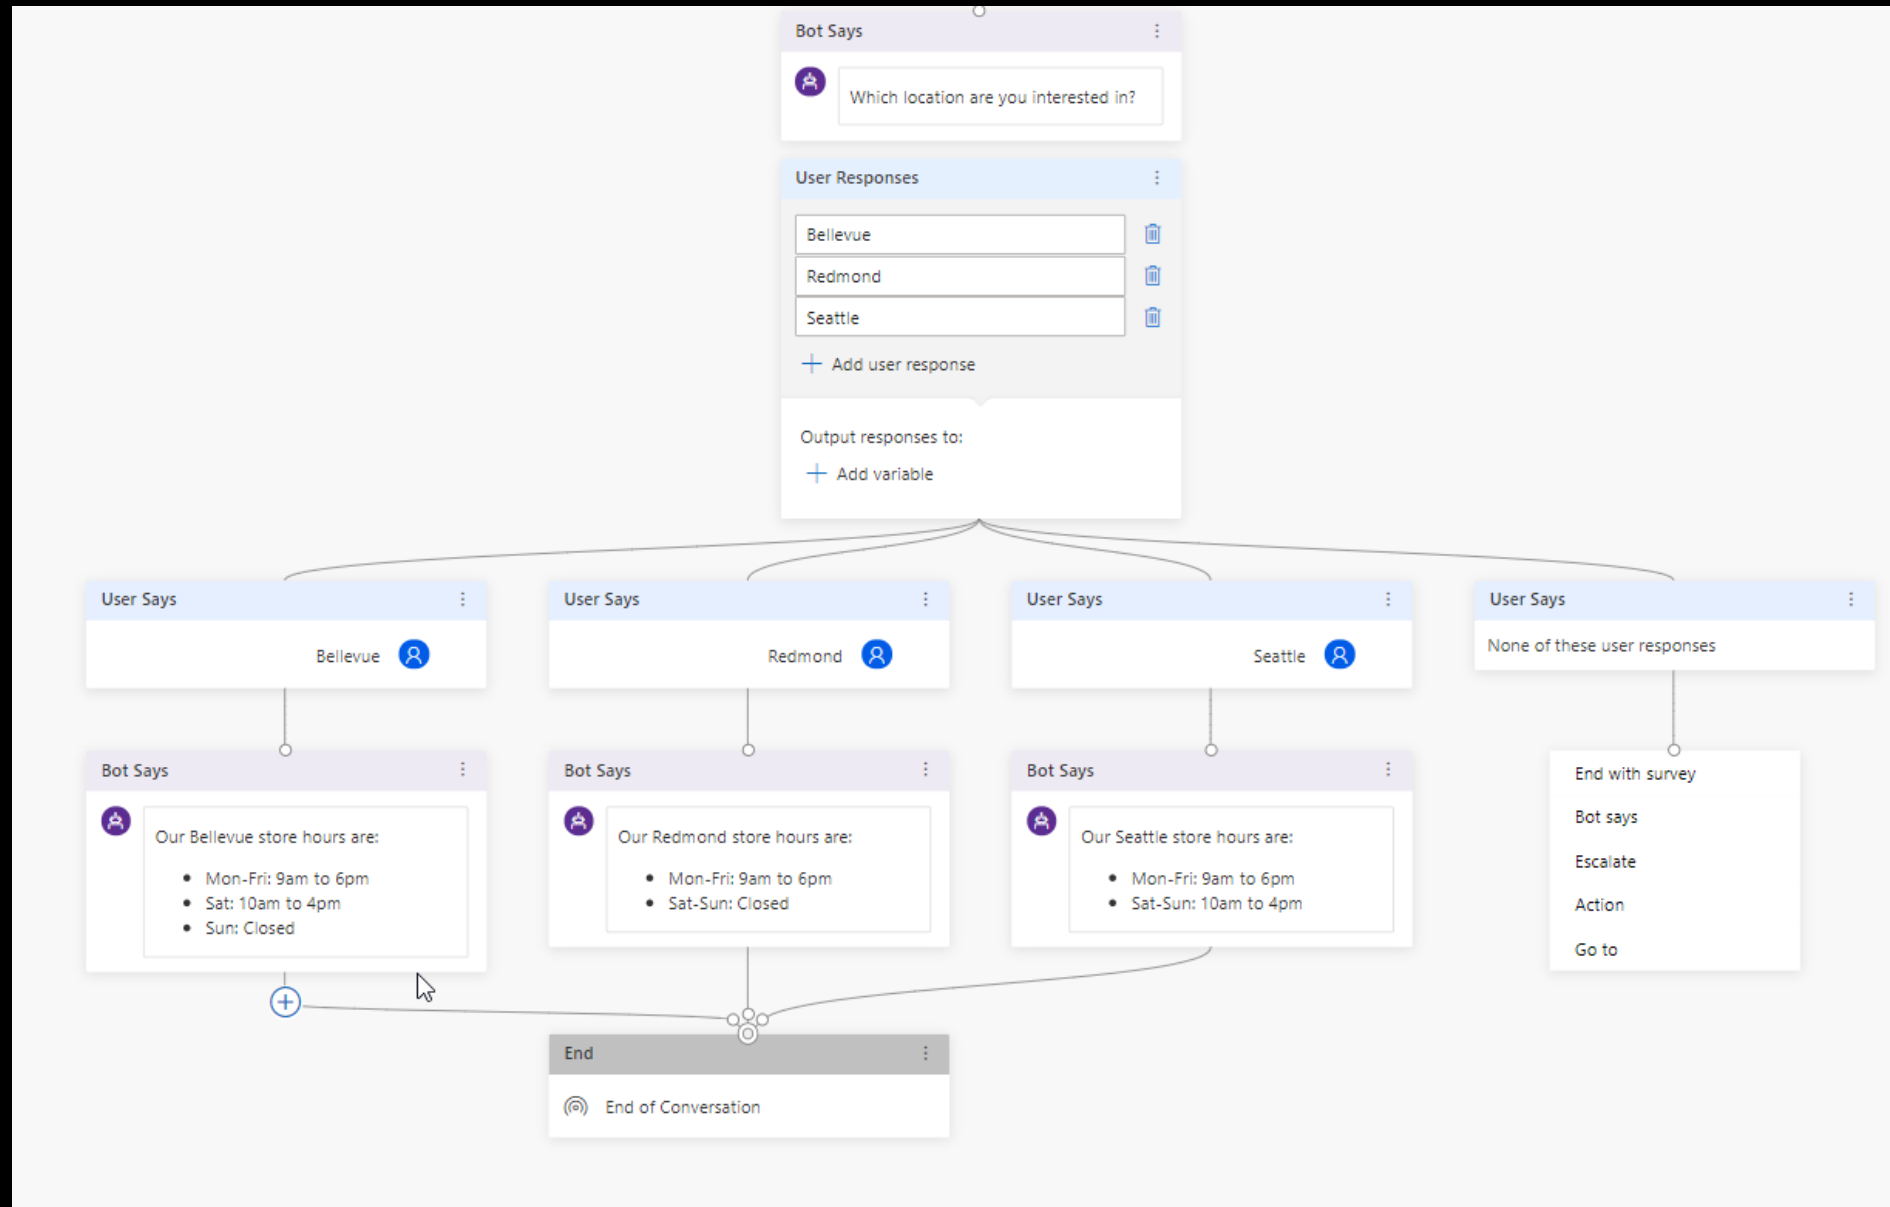 Bot Says
Which location are you interested in?
User Responses
Bellevue
Redmond
Seattle
Add user response
Output responses to:
Add variable
User Says
Bellevue
User Says
Redmond
User Says
Seattle
User Says
None of these user responses
Bot Says
Our Bellevue store hours are:
• Mon-Fri: 9am to 6pm
• Sat: 10am to 4pm
• Sun: Closed
Bot Says
Our Redmond store hours are:
• Mon-Fri: 9am to 6pm
• Sat-Sun: Closed
Bot Says
Our Seattle store hours are:
• Mon-Fri: 9am to 6pm
• Sat-Sun: 10am to 4pm
End with survey
Bot says
Escalate
Action
Go to
End
End of Conversation